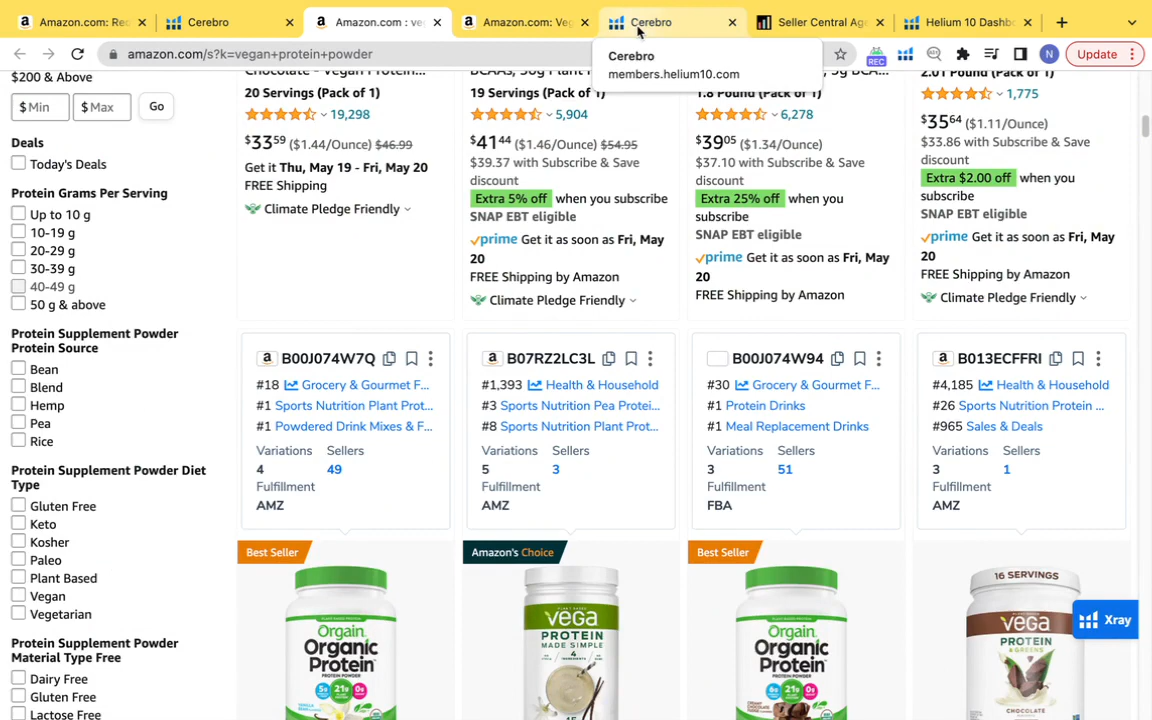 Amazon.com: Rec
Cerebro
Amazon.com : ve
Amazon.com: Veg
Cerebro
Seller Central Age
Helium 10 Dashbo
amazon.com/s?k=vegan+protein+powder
REC
N
Update
Cerebro
members.helium10.com
$200 & Above
$ Min
$ Max
Go
Deals
Today's Deals
Protein Grams Per Serving
Up to 10 g
10-19 g
20-29 g
30-39 g
40-49 g
50 g & above
Protein Supplement Powder
Protein Source
Bean
Blend
Hemp
Pea
Rice
Protein Supplement Powder Diet
Type
Gluten Free
Keto
Kosher
Paleo
Plant Based
Vegan
Vegetarian
Protein Supplement Powder
Material Type Free
Dairy Free
Gluten Free
Lactose Free
Chocolate - Vegan Protein...
20 Servings (Pack of 1)
19,298
$3359 ($1.44/Ounce) $46.99
Get it Thu, May 19 - Fri, May 20
FREE Shipping
Climate Pledge Friendly
BCAAs, 30g Plant
19 Servings (Pack of 1)
5,904
$4144 ($1.46/Ounce) $54.95
$39.37 with Subscribe & Save
discount
Extra 5% off when you subscribe
SNAP EBT eligible
prime Get it as soon as Fri, May
20
FREE Shipping by Amazon
Climate Pledge Friendly
1.8 Pound (Pack of 1)
6,278
$3905 ($1.34/Ounce)
$37.10 with Subscribe & Save
discount
Extra 25% off when you
subscribe
SNAP EBT eligible
prime Get it as soon as Fri, May
20
FREE Shipping by Amazon
2.01 Pound (Pack of 1)
1,775
$3564 ($1.11/Ounce)
$33.86 with Subscribe & Save
discount
Extra $2.00 off when you
subscribe
SNAP EBT eligible
prime Get it as soon as Fri, May
20
FREE Shipping by Amazon
Climate Pledge Friendly
a B00J074W7Q
#18 Grocery & Gourmet F...
#1 Sports Nutrition Plant Prot...
#1 Powdered Drink Mixes & F...
Variations Sellers
4 49
Fulfillment
AMZ
a B07RZ2LC3L
#1,393 Health & Household
#3 Sports Nutrition Pea Protei...
#8 Sports Nutrition Plant Prot...
Variations Sellers
5 3
Fulfillment
AMZ
B00J074W94
#30 Grocery & Gourmet F...
#1 Protein Drinks
#1 Meal Replacement Drinks
Variations Sellers
3 51
Fulfillment
FBA
a B013ECFFRI
#4,185 Health & Household
#26 Sports Nutrition Protein ...
#965 Sales & Deals
Variations Sellers
3 1
Fulfillment
AMZ
Best Seller
Orgain
Organic
Protein
21g
Amazon's Choice
vega
PROTEIN
MADE SIMPLE
Best Seller
Orgain
Organic
Protein
21g
16 SERVINGS
vega
PROTEIN
& GREENS
CHOCOLATE
Xray